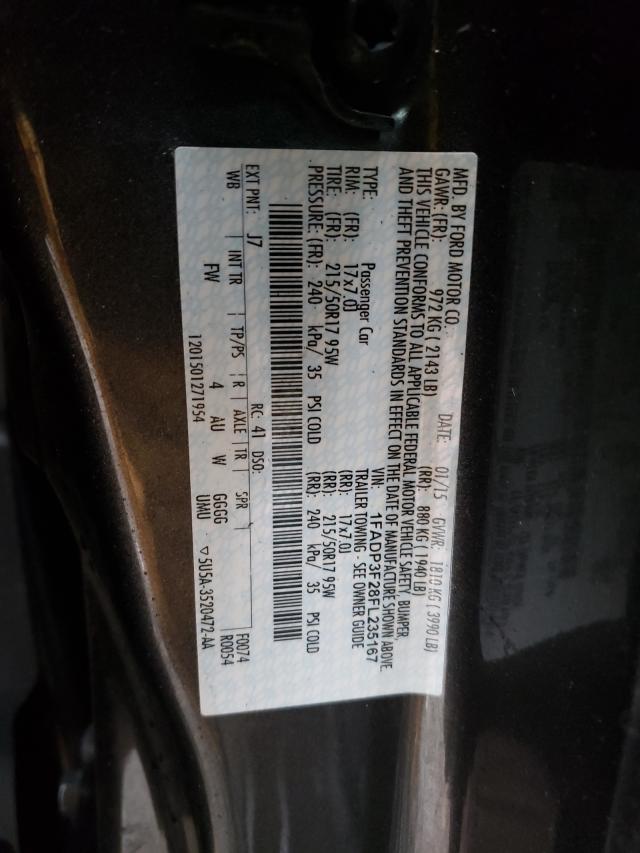 MFD. BY FORD MOTOR CO. DATE: 01/15 GVWR: 1810 KG (3990 LB)
GAWR: (FR): 972 KG (2143 LB) (RR): 880 KG (1940 LB)
THIS VEHICLE CONFORMS TO ALL APPLICABLE FEDERAL MOTOR VEHICLE SAFETY, BUMPER,
AND THEFT PREVENTION STANDARDS IN EFFECT ON THE DATE OF MANUFACTURE SHOWN ABOVE.
VIN: 1FADP3F28FL235167
TYPE: Passenger Car TRAILER TOWING - SEE OWNER GUIDE
RIM: (FR): 17x7.0J (RR): 17x7.0J
TIRE: (FR): 215/50R17 95W (RR): 215/50R17 95W
PRESSURE: (FR): 240 kPa/ 35 PSI COLD (RR): 240 kPa/ 35 PSI COLD
EXT PNT: J7 RC: 41 DSO: F0074
WB INT TR TP/PS R AXLE TR SPR R0054
FW 4 AU W GGGG UMU
1201501271954 ▽ 5U5A-3520472-AA